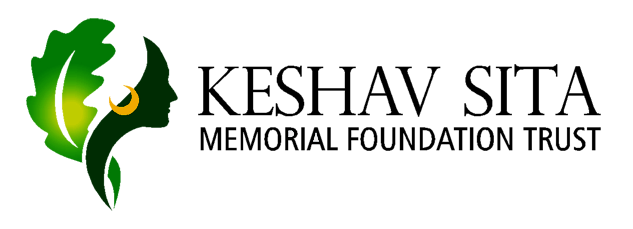 KESHAV SITA
MEMORIAL FOUNDATION TRUST